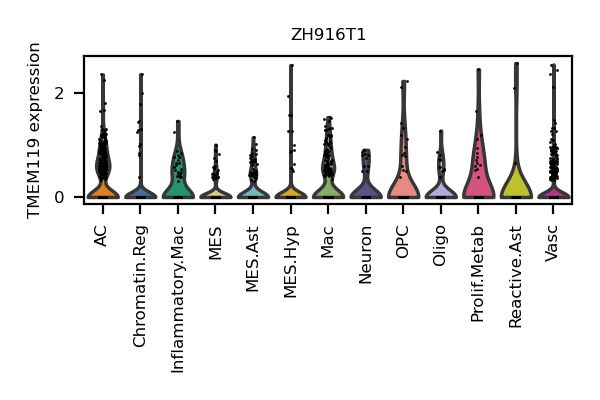 ZH916T1
TMEM119 expression
2
0
AC
Chromatin.Reg
Inflammatory.Mac
MES
MES.Ast
MES.Hyp
Mac
Neuron
OPC
Oligo
Prolif.Metab
Reactive.Ast
Vasc